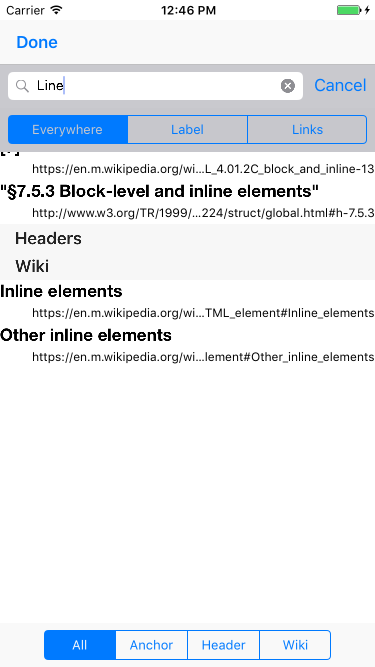 Carrier 12:46 PM
Done
Line Cancel
Everywhere Label Links
https://en.m.wikipedia.org/wi...L_4.01.2C_block_and_inline-13
"§7.5.3 Block-level and inline elements"
http://www.w3.org/TR/1999/...224/struct/global.html#h-7.5.3
Headers
Wiki
Inline elements
https://en.m.wikipedia.org/wi...TML_element#Inline_elements
Other inline elements
https://en.m.wikipedia.org/wi...lement#Other_inline_elements
All Anchor Header Wiki